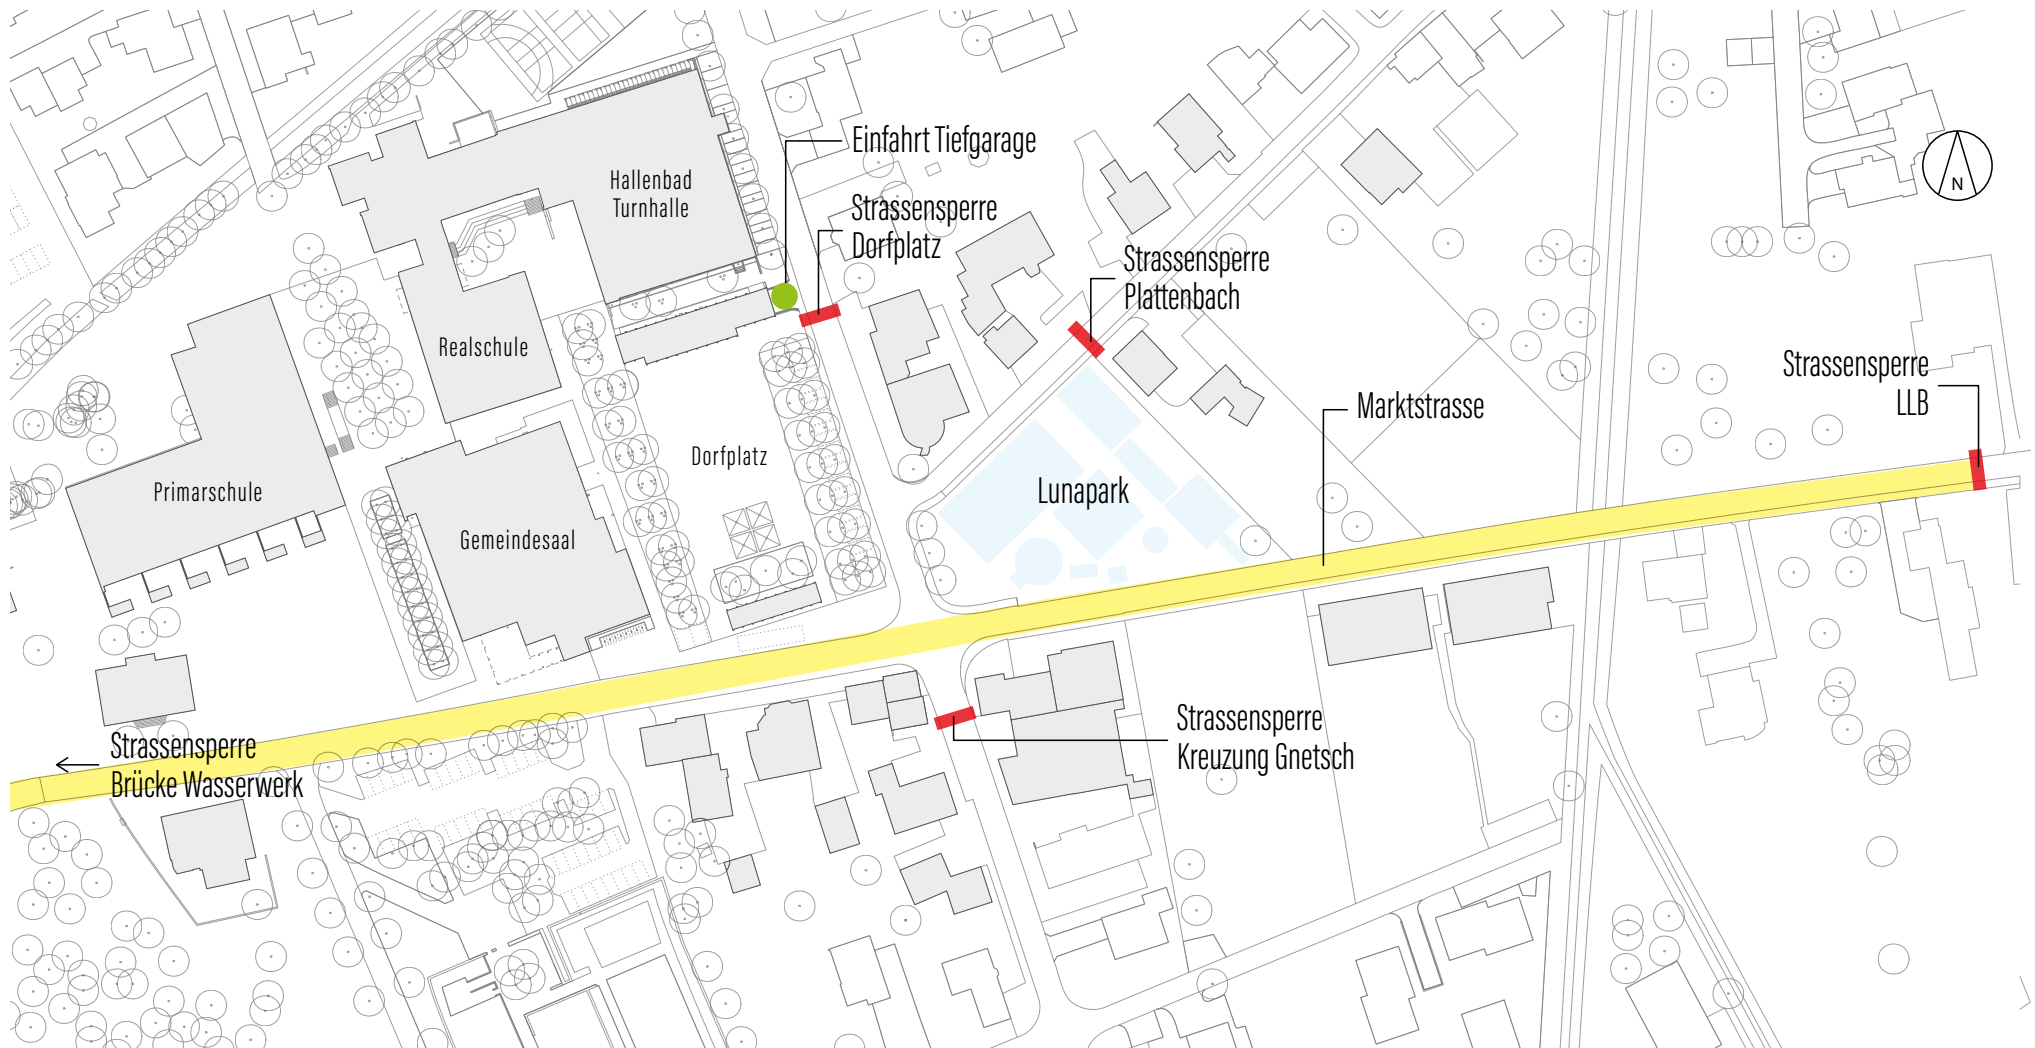 Einfahrt Tiefgarage
Hallenbad
Turnhalle
Strassensperre
Dorfplatz
N
Strassensperre
Plattenbach
Realschule
Strassensperre
LLB
Marktstrasse
Dorfplatz
Primarschule
Lunapark
Gemeindesaal
Strassensperre
Kreuzung Gnetsch
Strassensperre
Brücke Wasserwerk